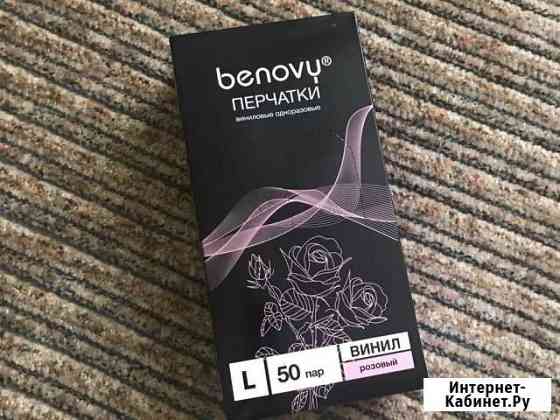 benovy®
ПЕРЧАТКИ
виниловые одноразовые
L
50 пар
ВИНИЛ
розовый
Интернет-
Кабинет.Ру